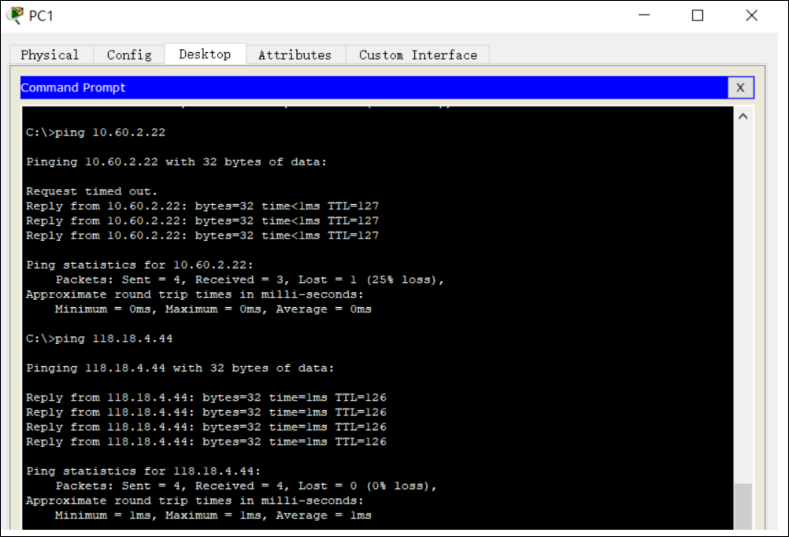 PC1
Physical Config Desktop Attributes Custom Interface
Command Prompt
X
C:\>ping 10.60.2.22
Pinging 10.60.2.22 with 32 bytes of data:
Request timed out.
Reply from 10.60.2.22: bytes=32 time<1ms TTL=127
Reply from 10.60.2.22: bytes=32 time<1ms TTL=127
Reply from 10.60.2.22: bytes=32 time<1ms TTL=127
Ping statistics for 10.60.2.22:
Packets: Sent = 4, Received = 3, Lost = 1 (25% loss),
Approximate round trip times in milli-seconds:
Minimum = 0ms, Maximum = 0ms, Average = 0ms
C:\>ping 118.18.4.44
Pinging 118.18.4.44 with 32 bytes of data:
Reply from 118.18.4.44: bytes=32 time=1ms TTL=126
Reply from 118.18.4.44: bytes=32 time=1ms TTL=126
Reply from 118.18.4.44: bytes=32 time=1ms TTL=126
Reply from 118.18.4.44: bytes=32 time=1ms TTL=126
Ping statistics for 118.18.4.44:
Packets: Sent = 4, Received = 4, Lost = 0 (0% loss),
Approximate round trip times in milli-seconds:
Minimum = 1ms, Maximum = 1ms, Average = 1ms